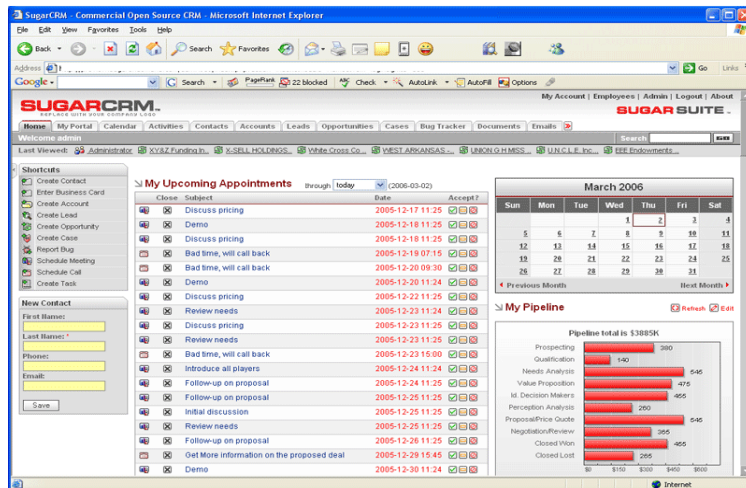 SugarCRM - Commercial Open Source CRM - Microsoft Internet Explorer
File Edit View Favorites Tools Help
Back Search Favorites
Address Go Links
Google Search PageRank 22 blocked Check AutoLink AutoFill Options
My Account | Employees | Admin | Logout | About
SUGARCRM.
REPLACE WITH YOUR COMPANY LOGO
SUGAR SUITE.
Home My Portal Calendar Activities Contacts Accounts Leads Opportunities Cases Bug Tracker Documents Emails
Welcome admin Search GO
Last Viewed: Administrator XYZ Funding In... X-SELL HOLDINGS... White Cross Co... WEST ARKANSAS -... UNION G H MISS ... U.N.C.L.E. Inc... EEE Endowments...
Shortcuts
Create Contact
Enter Business Card
Create Account
Create Lead
Create Opportunity
Create Case
Report Bug
Schedule Meeting
Schedule Call
Create Task
New Contact
First Name:
Last Name: *
Phone:
Email:
Save
My Upcoming Appointments through today (2006-03-02)
Close Subject Date Accept?
Discuss pricing 2005-12-17 11:25
Demo 2005-12-18 11:25
Discuss pricing 2005-12-18 11:25
Bad time, will call back 2005-12-19 07:15
Bad time, will call back 2005-12-20 09:30
Demo 2005-12-20 11:24
Discuss pricing 2005-12-22 11:25
Review needs 2005-12-23 11:24
Discuss pricing 2005-12-23 11:25
Review needs 2005-12-23 11:25
Bad time, will call back 2005-12-23 15:00
Introduce all players 2005-12-24 11:24
Follow-up on proposal 2005-12-24 11:25
Follow-up on proposal 2005-12-25 11:25
Initial discussion 2005-12-25 11:25
Review needs 2005-12-25 11:25
Follow-up on proposal 2005-12-26 11:25
Get More information on the proposed deal 2005-12-29 15:45
Demo 2005-12-30 11:24
March 2006
Sun Mon Tue Wed Thu Fri Sat
1 2 3 4
5 6 7 8 9 10 11
12 13 14 15 16 17 18
19 20 21 22 23 24 25
26 27 28 29 30 31
Previous Month Next Month
My Pipeline Refresh Edit
Pipeline total is $3885K
Prospecting 380
Qualification 140
Needs Analysis 545
Value Proposition 475
Id. Decision Makers 465
Perception Analysis 260
Proposal/Price Quote 545
Negotiation/Review 355
Closed Won 455
Closed Lost 265
$0 $150 $300 $450 $600
Internet